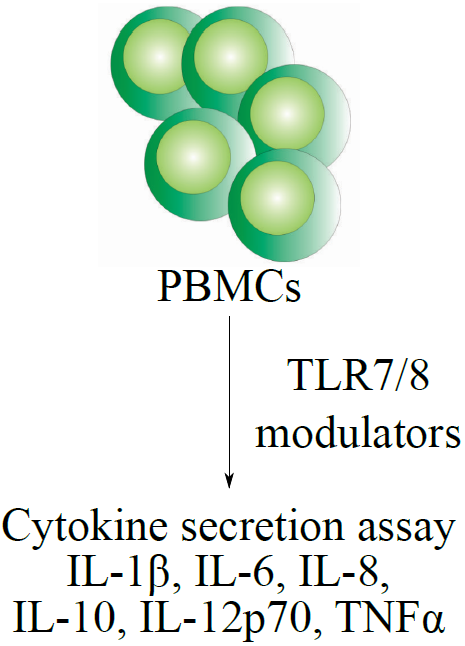 PBMCs
TLR7/8
modulators
Cytokine secretion assay
IL-1β, IL-6, IL-8,
IL-10, IL-12p70, TNFα